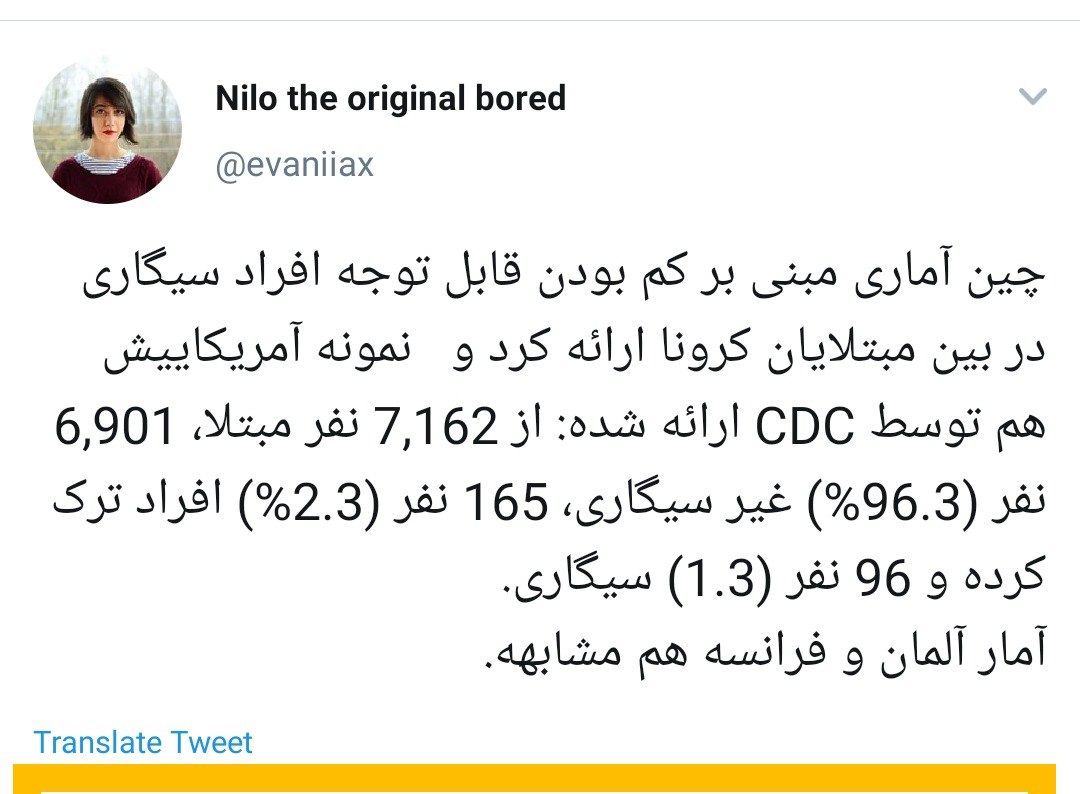 Nilo the original bored
@evaniiax
چین آماری مبنی بر کم بودن قابل توجه افراد سیگاری
در بین مبتلایان کرونا ارائه کرد و نمونه آمریکاییش
هم توسط CDC ارائه شده: از 7,162 نفر مبتلا، 6,901
نفر (96.3%) غیر سیگاری، 165 نفر (2.3%) افراد ترک
کرده و 96 نفر (1.3) سیگاری.
آمار آلمان و فرانسه هم مشابهه.
Translate Tweet